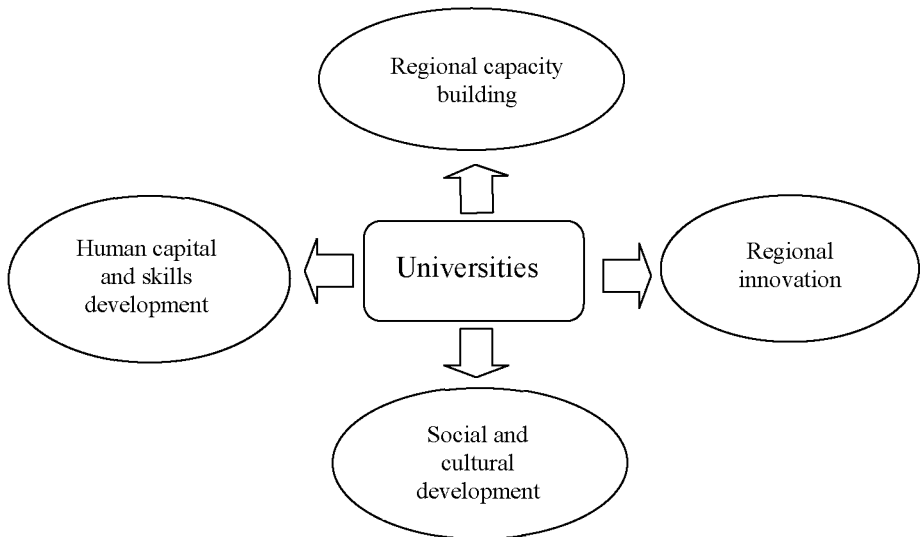 Regional capacity
building
Human capital
and skills
development
Universities
Regional
innovation
Social and
cultural
development